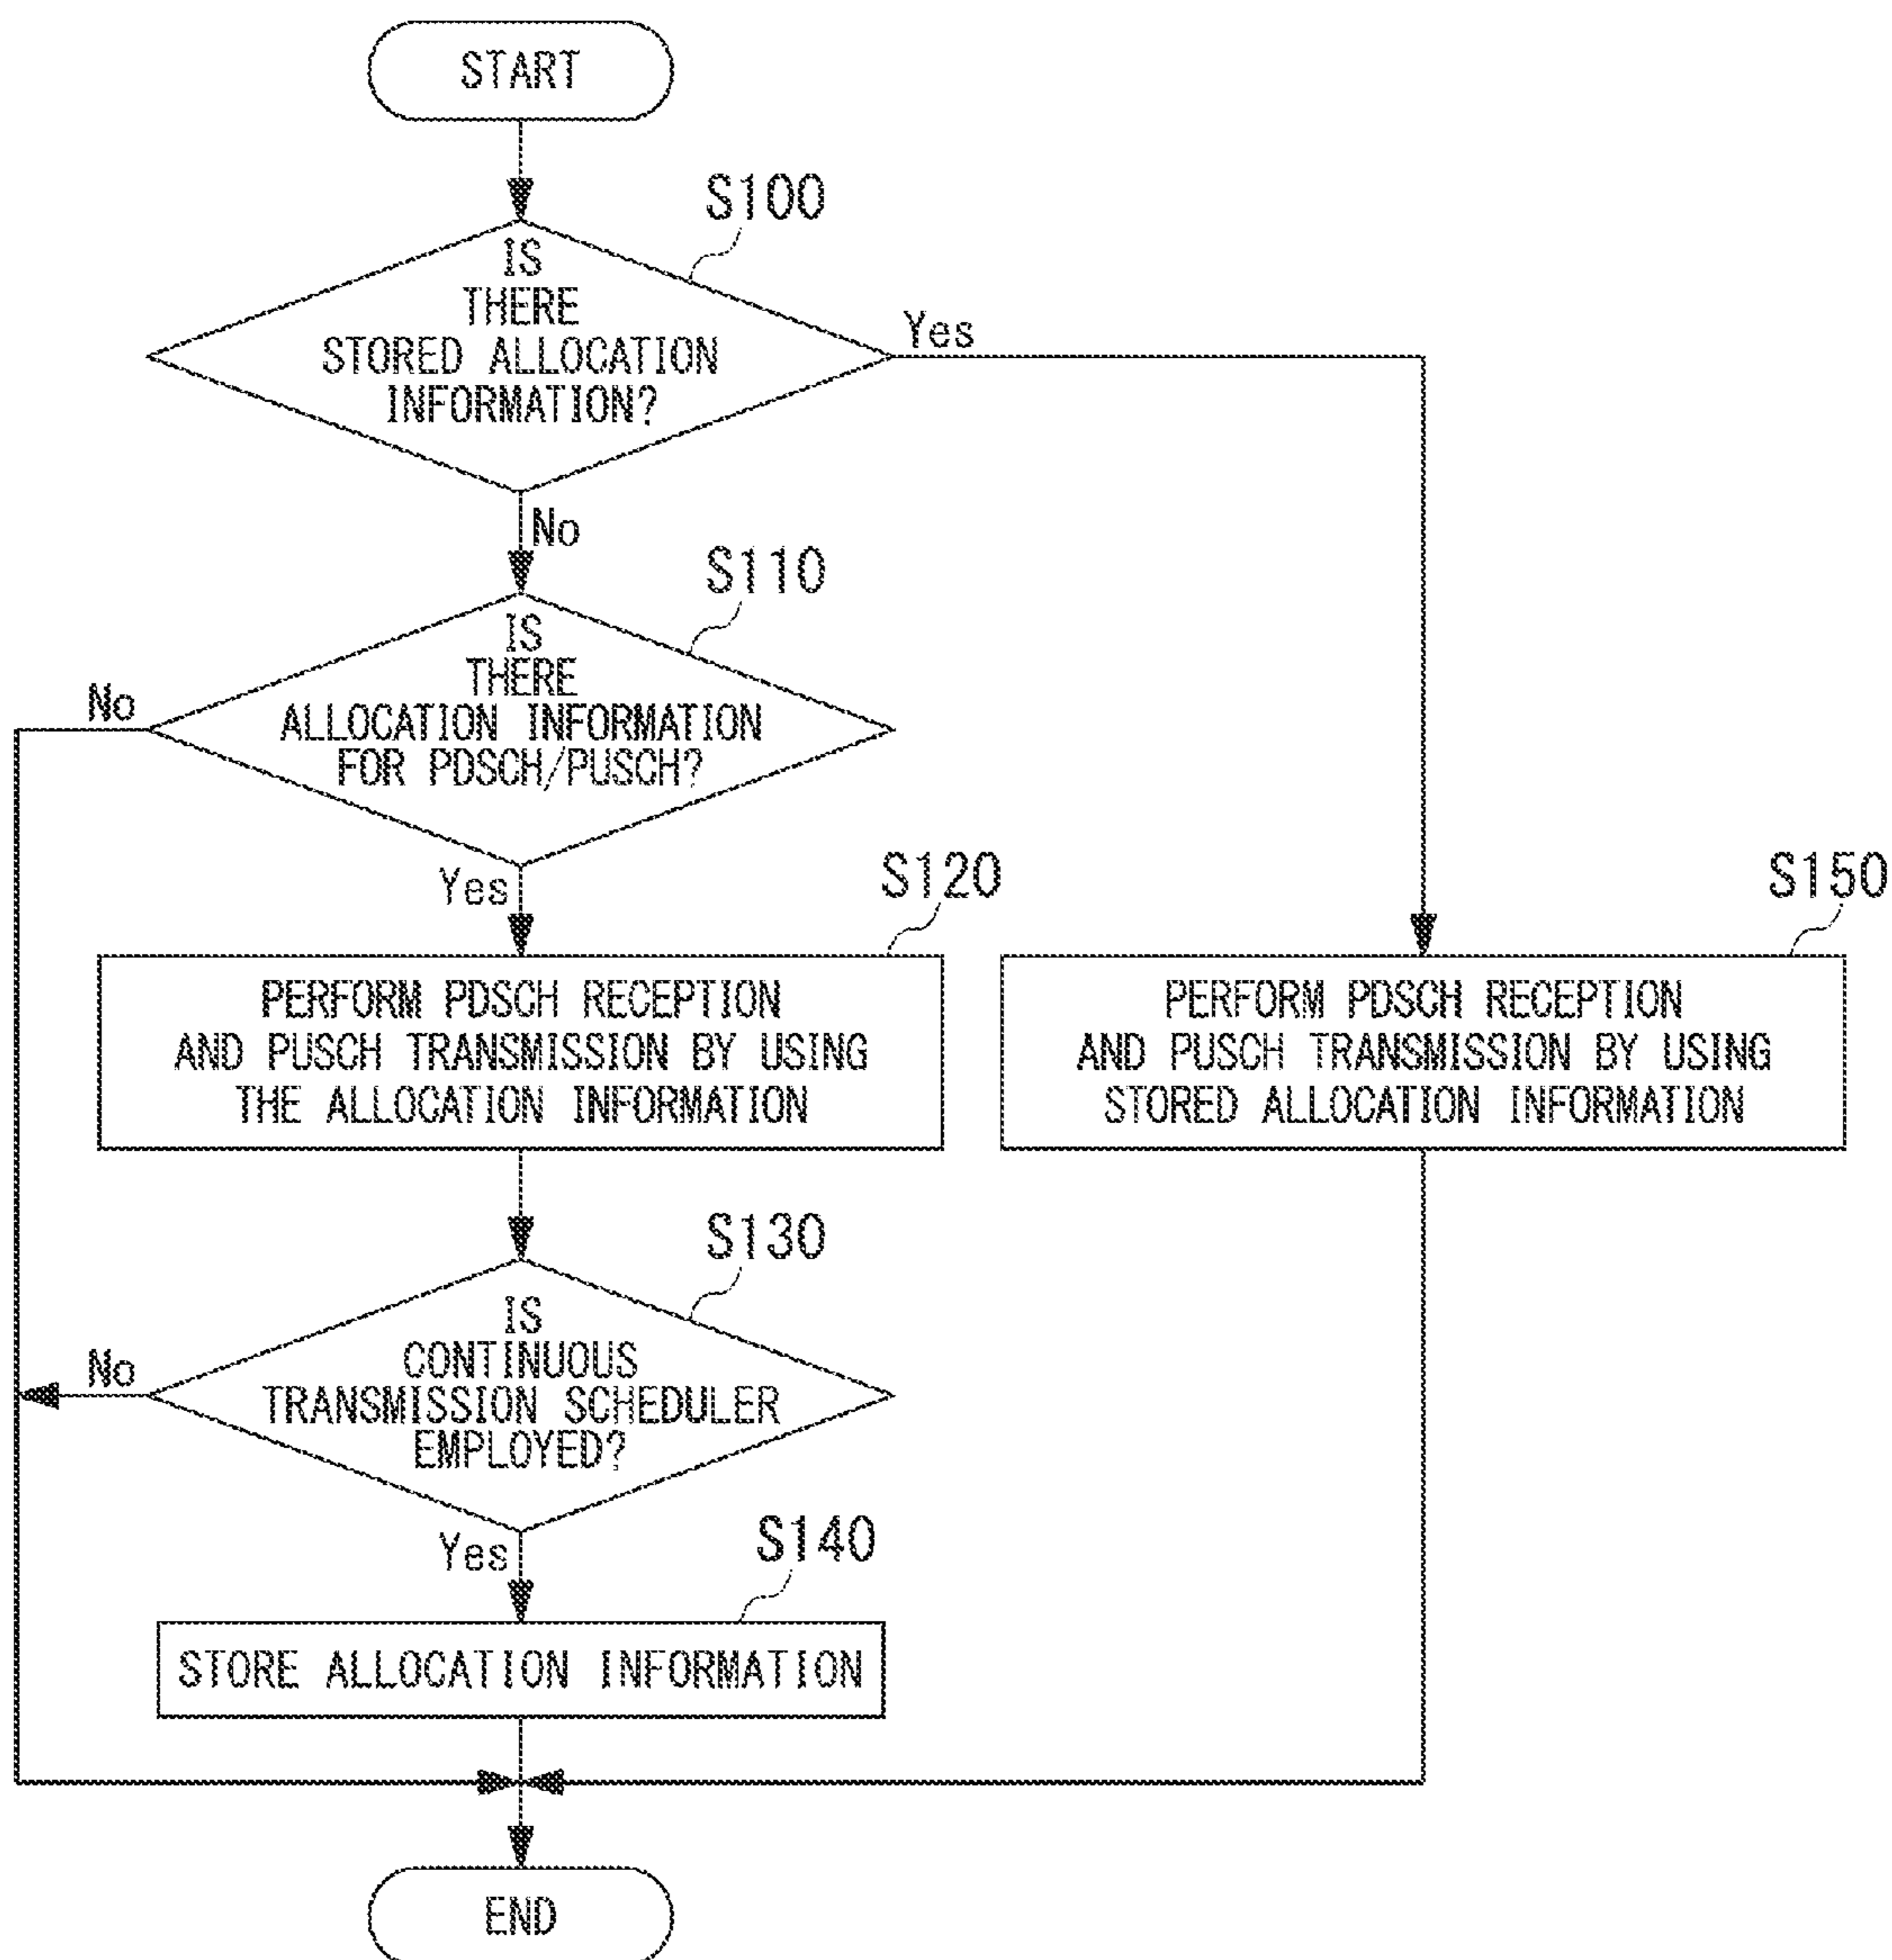 START
S100
IS
THERE
STORED ALLOCATION
INFORMATION?
Yes
No
S110
IS
THERE
ALLOCATION INFORMATION
FOR PDSCH/PUSCH?
No
Yes
S120
PERFORM PDSCH RECEPTION
AND PUSCH TRANSMISSION BY USING
THE ALLOCATION INFORMATION
S150
PERFORM PDSCH RECEPTION
AND PUSCH TRANSMISSION BY USING
STORED ALLOCATION INFORMATION
S130
IS
CONTINUOUS
TRANSMISSION SCHEDULER
EMPLOYED?
No
Yes
S140
STORE ALLOCATION INFORMATION
END